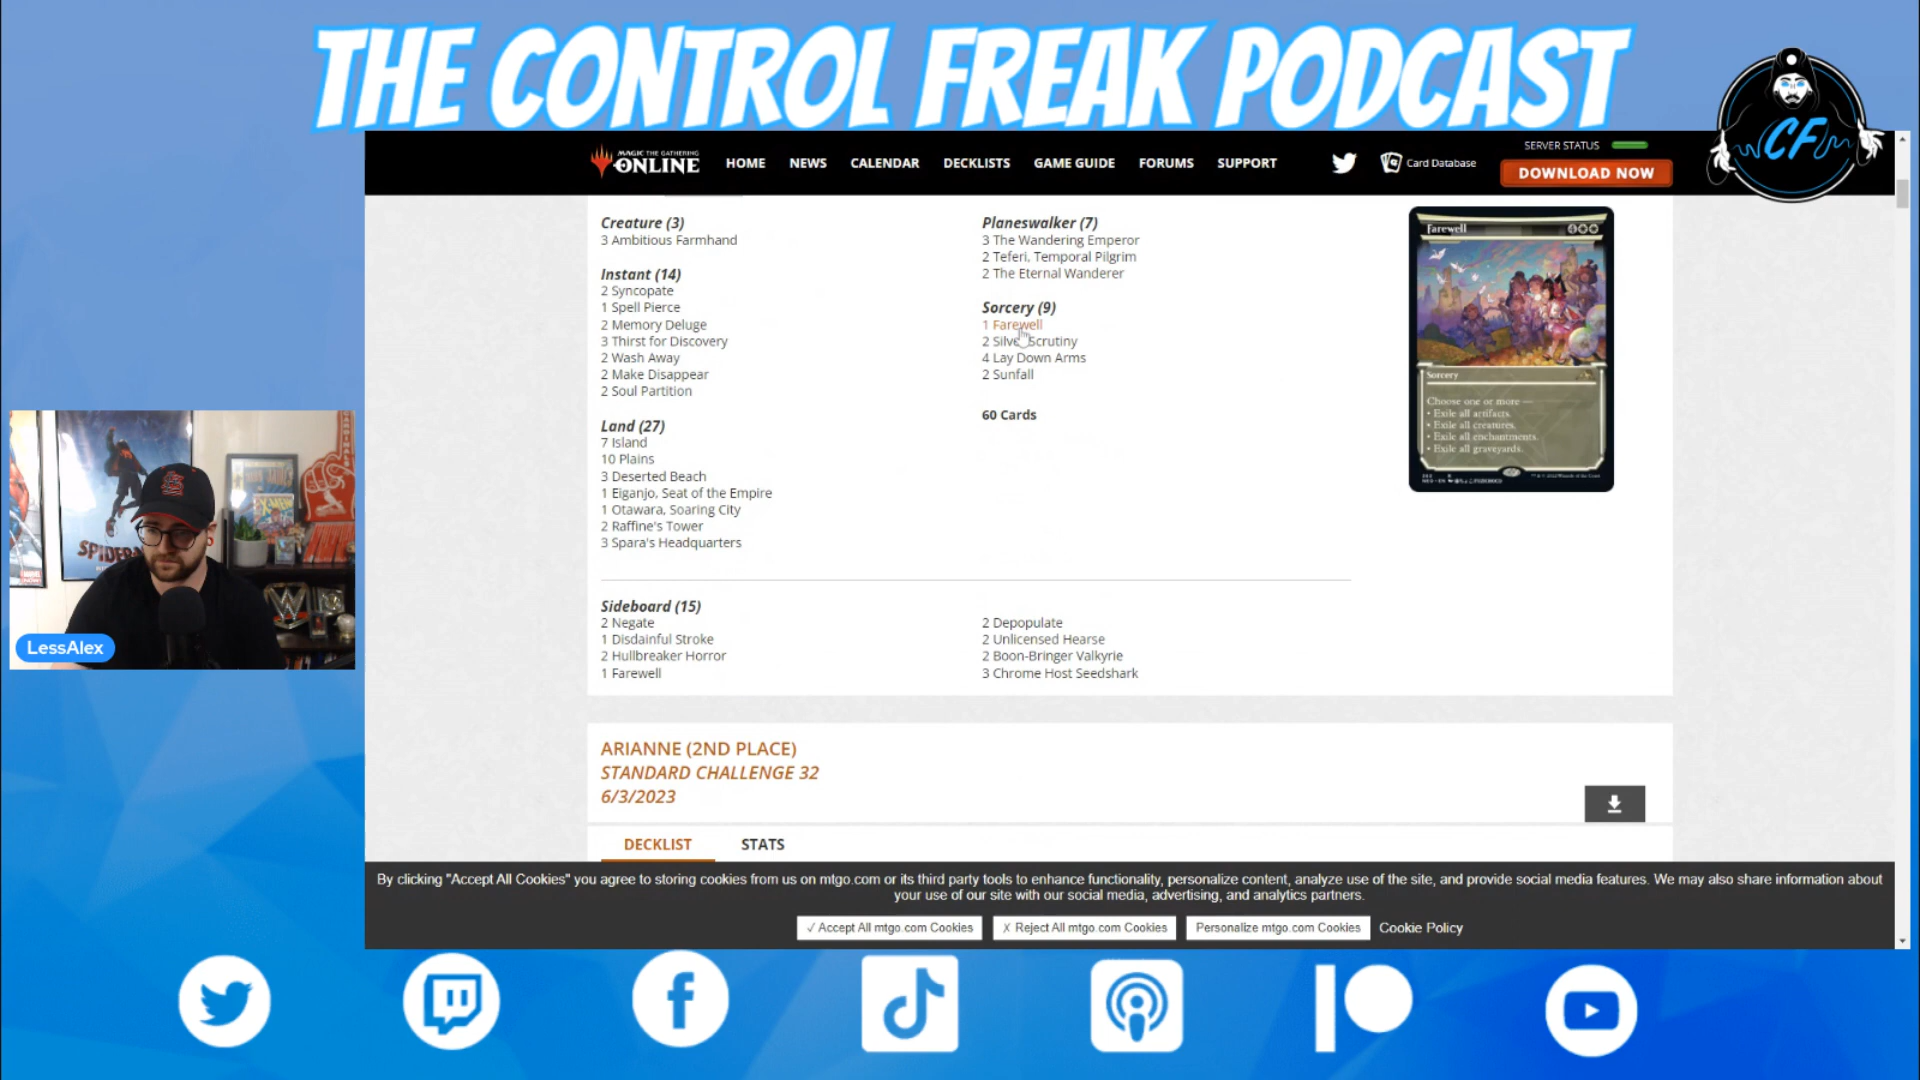 THE CONTROL FREAK PODCAST
CF
MAGIC THE GATHERING
ONLINE
HOME NEWS CALENDAR DECKLISTS GAME GUIDE FORUMS SUPPORT
Card Database
SERVER STATUS
DOWNLOAD NOW
Creature (3)
3 Ambitious Farmhand
Instant (14)
2 Syncopate
1 Spell Pierce
2 Memory Deluge
3 Thirst for Discovery
2 Wash Away
2 Make Disappear
2 Soul Partition
Land (27)
7 Island
10 Plains
3 Deserted Beach
1 Eiganjo, Seat of the Empire
1 Otawara, Soaring City
2 Raffine's Tower
3 Spara's Headquarters
Planeswalker (7)
3 The Wandering Emperor
2 Teferi, Temporal Pilgrim
2 The Eternal Wanderer
Sorcery (9)
1 Farewell
2 Silver Scrutiny
4 Lay Down Arms
2 Sunfall
60 Cards
Farewell
Sorcery
Choose one or more —
• Exile all artifacts.
• Exile all creatures.
• Exile all enchantments.
• Exile all graveyards.
Sideboard (15)
2 Negate
1 Disdainful Stroke
2 Hullbreaker Horror
1 Farewell
2 Depopulate
2 Unlicensed Hearse
2 Boon-Bringer Valkyrie
3 Chrome Host Seedshark
SPIDER
LessAlex
ARIANNE (2ND PLACE)
STANDARD CHALLENGE 32
6/3/2023
DECKLIST STATS
By clicking "Accept All Cookies" you agree to storing cookies from us on mtgo.com or its third party tools to enhance functionality, personalize content, analyze use of the site, and provide social media features. We may also share information about
your use of our site with our social media, advertising, and analytics partners.
✓ Accept All mtgo.com Cookies ✗ Reject All mtgo.com Cookies Personalize mtgo.com Cookies Cookie Policy